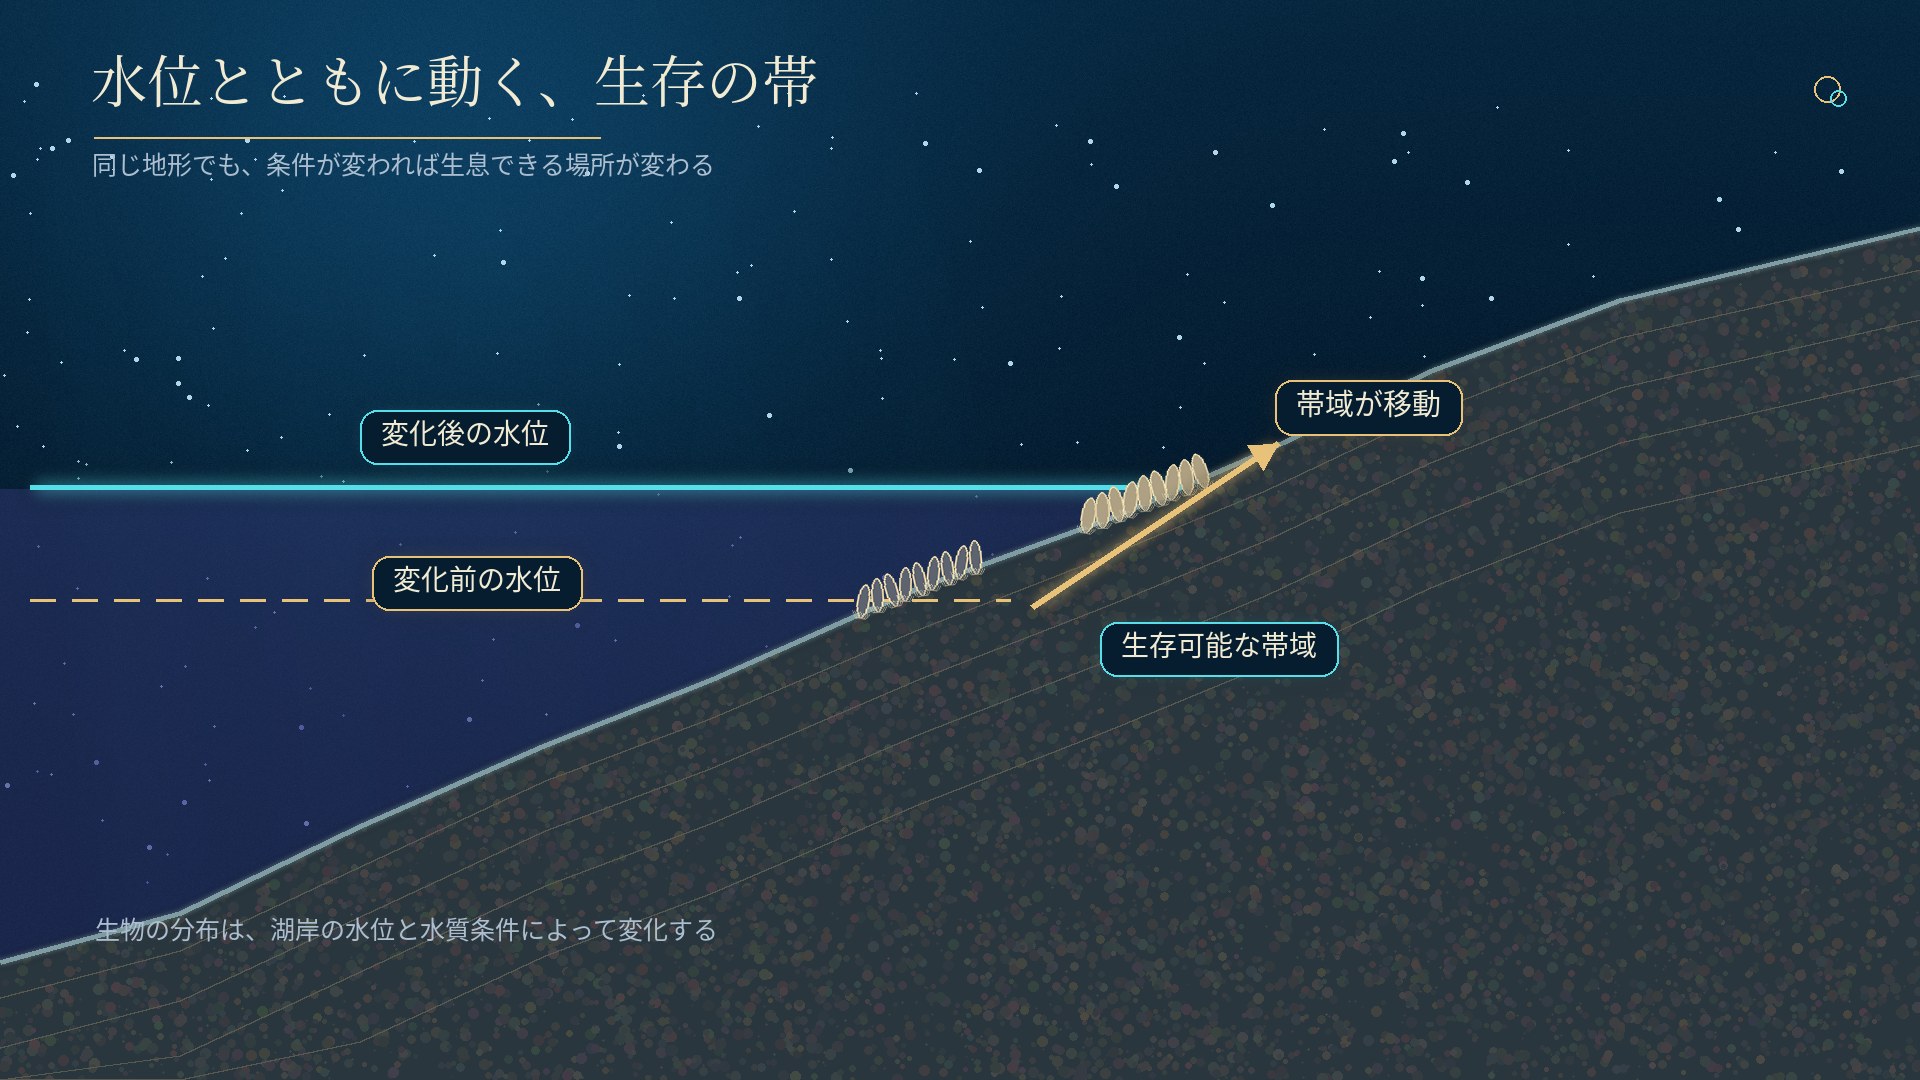 水位とともに動く、生存の帯
同じ地形でも、条件が変われば生息できる場所が変わる
帯域が移動
変化後の水位
変化前の水位
生存可能な帯域
生物の分布は、湖岸の水位と水質条件によって変化する